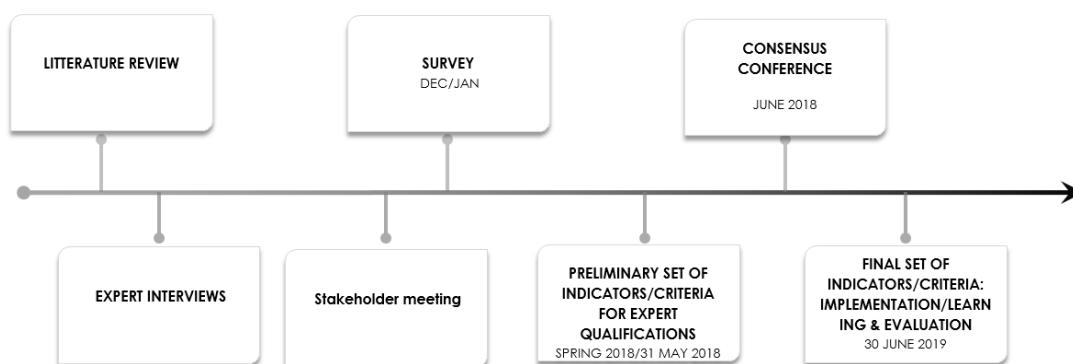 LITTERATURE REVIEW
SURVEY
DEC/JAN
CONSENSUS
CONFERENCE
JUNE 2018
EXPERT INTERVIEWS
Stakeholder meeting
PRELIMINARY SET OF
INDICATORS/CRITERIA
FOR EXPERT
QUALIFICATIONS
SPRING 2018/31 MAY 2018
FINAL SET OF
INDICATORS/CRITERIA:
IMPLEMENTATION/LEARN
ING & EVALUATION
30 JUNE 2019